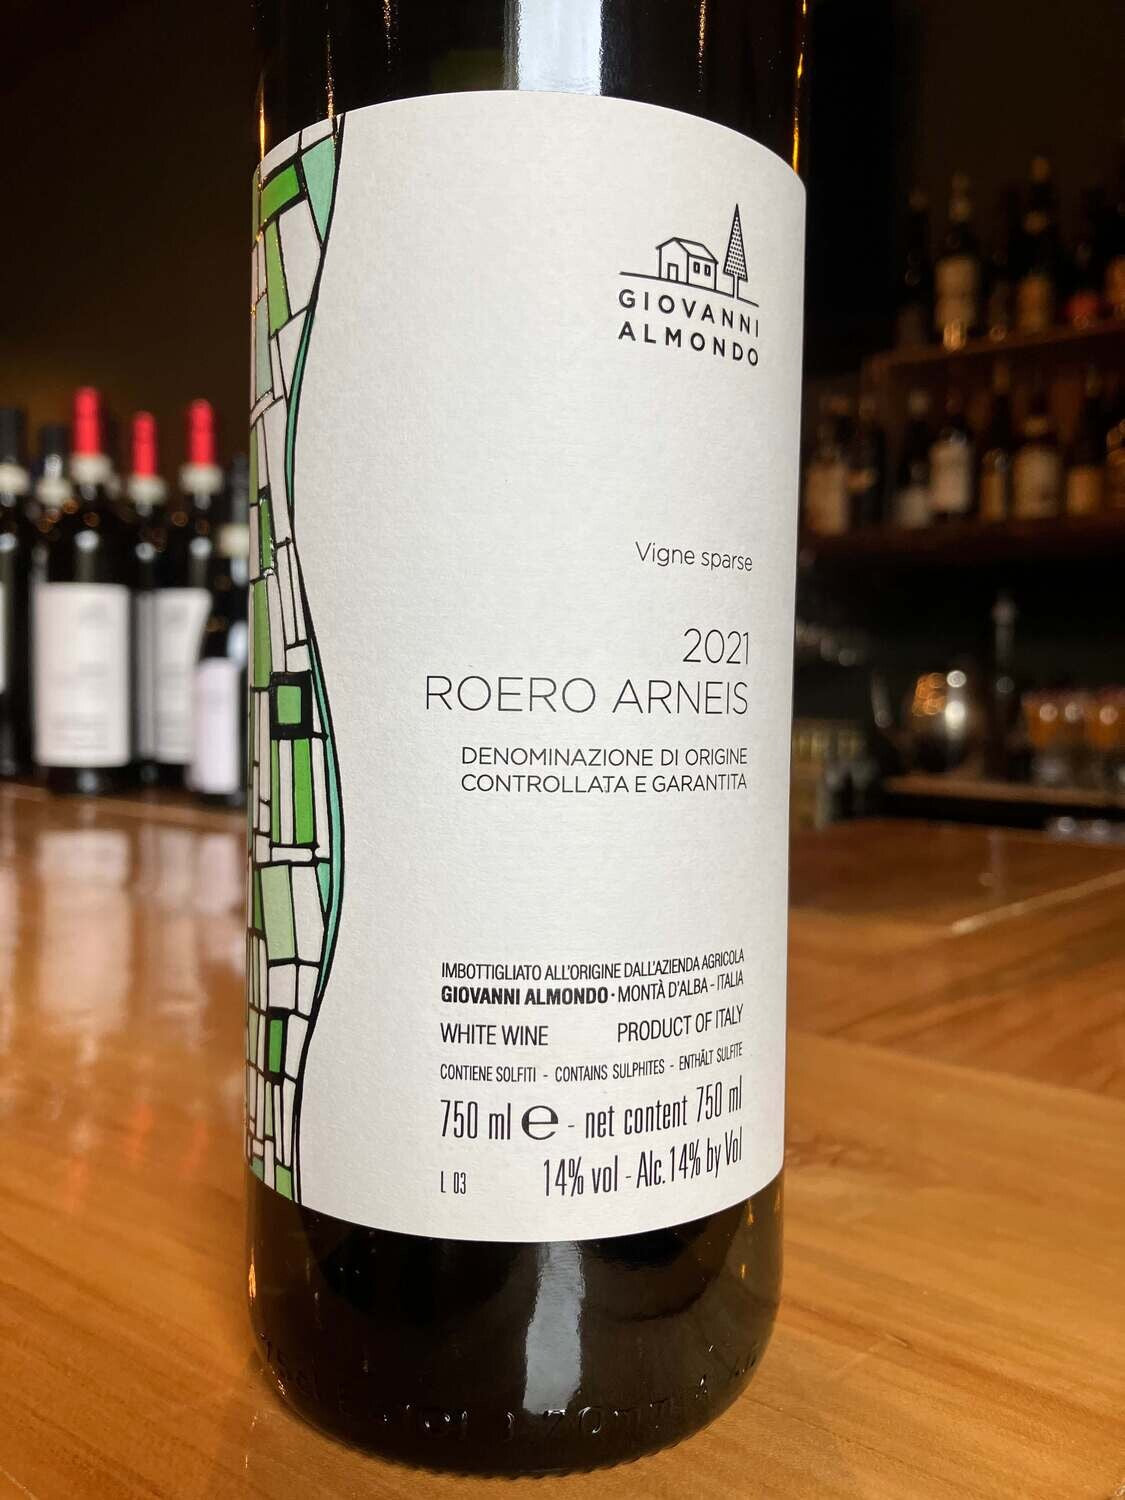 GIOVANNI
ALMONDO
Vigne sparse
2021
ROERO ARNEIS
DENOMINAZIONE DI ORIGINE
CONTROLLATA E GARANTITA
IMBOTTIGLIATO ALL'ORIGINE DALL'AZIENDA AGRICOLA
GIOVANNI ALMONDO · MONTÀ D'ALBA - ITALIA
WHITE WINE PRODUCT OF ITALY
CONTIENE SOLFITI - CONTAINS SULPHITES - ENTHÄLT SULFITE
750 ml e - net content 750 ml
L 03 14% vol - Alc. 14% by Vol